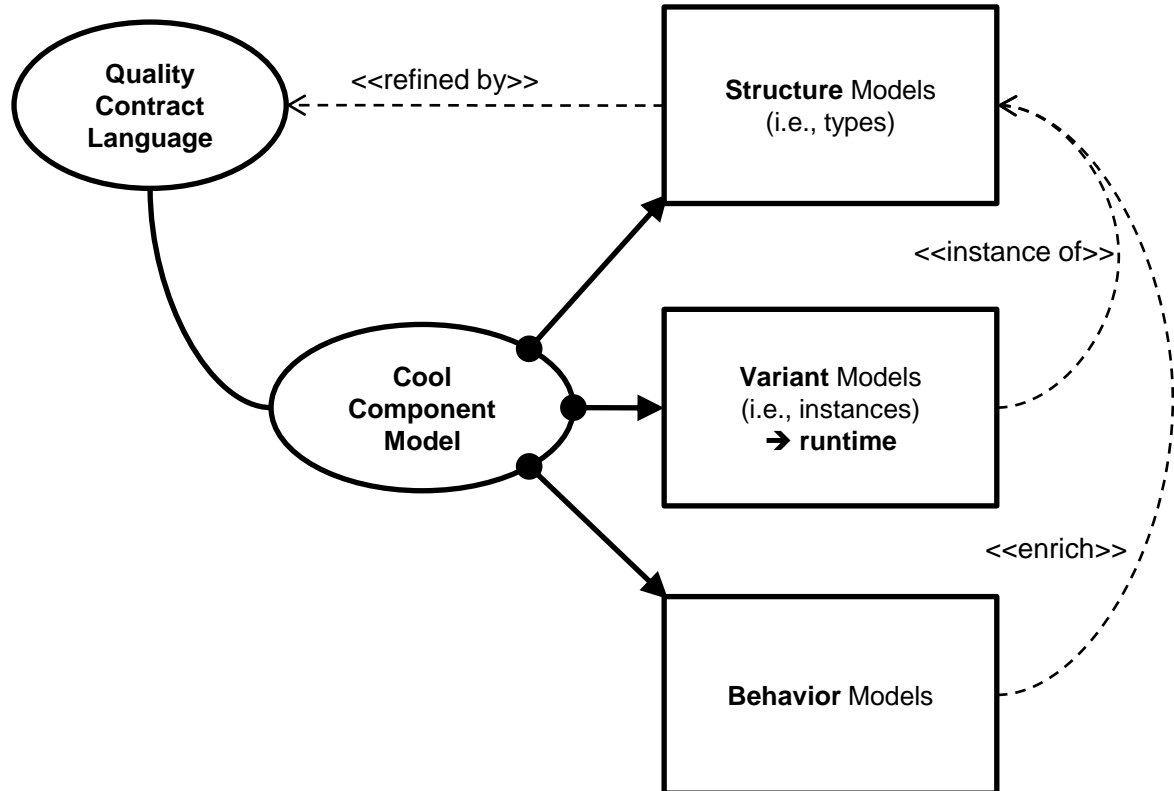 Quality
Contract
Language
<<refined by>>
Structure Models
(i.e., types)
<<instance of>>
Cool
Component
Model
Variant Models
(i.e., instances)
➔ runtime
<<enrich>>
Behavior Models